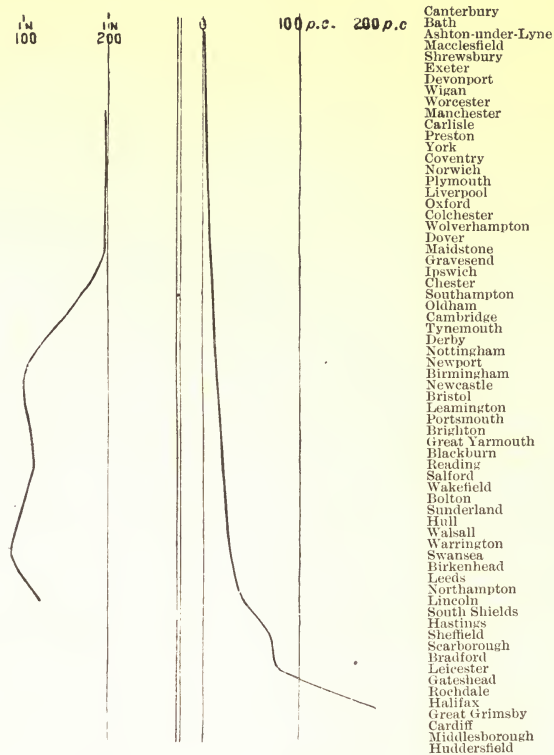 IN 100
IN 200
0
100 p.c.
200 p.c
Canterbury
Bath
Ashton-under-Lyne
Macclesfield
Shrewsbury
Exeter
Devonport
Wigan
Worcester
Manchester
Carlisle
Preston
York
Coventry
Norwich
Plymouth
Liverpool
Oxford
Colchester
Wolverhampton
Dover
Maidstone
Gravesend
Ipswich
Chester
Southampton
Oldham
Cambridge
Tynemouth
Derby
Nottingham
Newport
Birmingham
Newcastle
Bristol
Leamington
Portsmouth
Brighton
Great Yarmouth
Blackburn
Reading
Salford
Wakefield
Bolton
Sunderland
Hull
Walsall
Warrington
Swansea
Birkenhead
Leeds
Northampton
Lincoln
South Shields
Hastings
Sheffield
Scarborough
Bradford
Leicester
Gateshead
Rochdale
Halifax
Great Grimsby
Cardiff
Middlesborough
Huddersfield